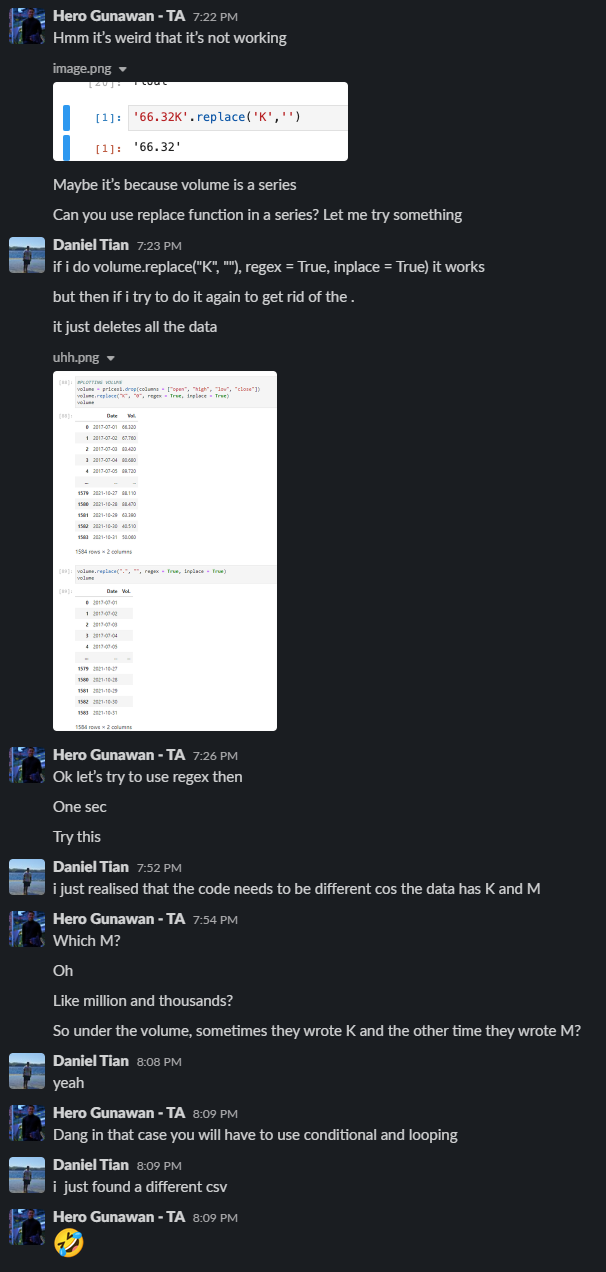 Hero Gunawan - TA 7:22 PM
Hmm it's weird that it's not working
image.png
[1]: '66.32K'.replace('K','')
[1]: '66.32'
Maybe it's because volume is a series
Can you use replace function in a series? Let me try something
Daniel Tian 7:23 PM
if i do volume.replace("K", ""), regex = True, inplace = True) it works
but then if i try to do it again to get rid of the .
it just deletes all the data
uhh.png
#PLOTTING VOLUME
volume = prices1.drop(columns = ["open", "high", "low", "close"])
volume.replace("K", "0", regex = True, inplace = True)
volume
Date Vol.
0 2017-07-01 66.320
1 2017-07-02 67.760
2 2017-07-03 83.420
3 2017-07-04 80.680
4 2017-07-05 89.720
... ... ...
1579 2021-10-27 88.110
1580 2021-10-28 88.470
1581 2021-10-29 63.390
1582 2021-10-30 40.510
1583 2021-10-31 50.060
1584 rows × 2 columns
volume.replace(".", "", regex = True, inplace = True)
volume
Date Vol.
0 2017-07-01
1 2017-07-02
2 2017-07-03
3 2017-07-04
4 2017-07-05
... ... ...
1579 2021-10-27
1580 2021-10-28
1581 2021-10-29
1582 2021-10-30
1583 2021-10-31
1584 rows × 2 columns
Hero Gunawan - TA 7:26 PM
Ok let's try to use regex then
One sec
Try this
Daniel Tian 7:52 PM
i just realised that the code needs to be different cos the data has K and M
Hero Gunawan - TA 7:54 PM
Which M?
Oh
Like million and thousands?
So under the volume, sometimes they wrote K and the other time they wrote M?
Daniel Tian 8:08 PM
yeah
Hero Gunawan - TA 8:09 PM
Dang in that case you will have to use conditional and looping
Daniel Tian 8:09 PM
i just found a different csv
Hero Gunawan - TA 8:09 PM